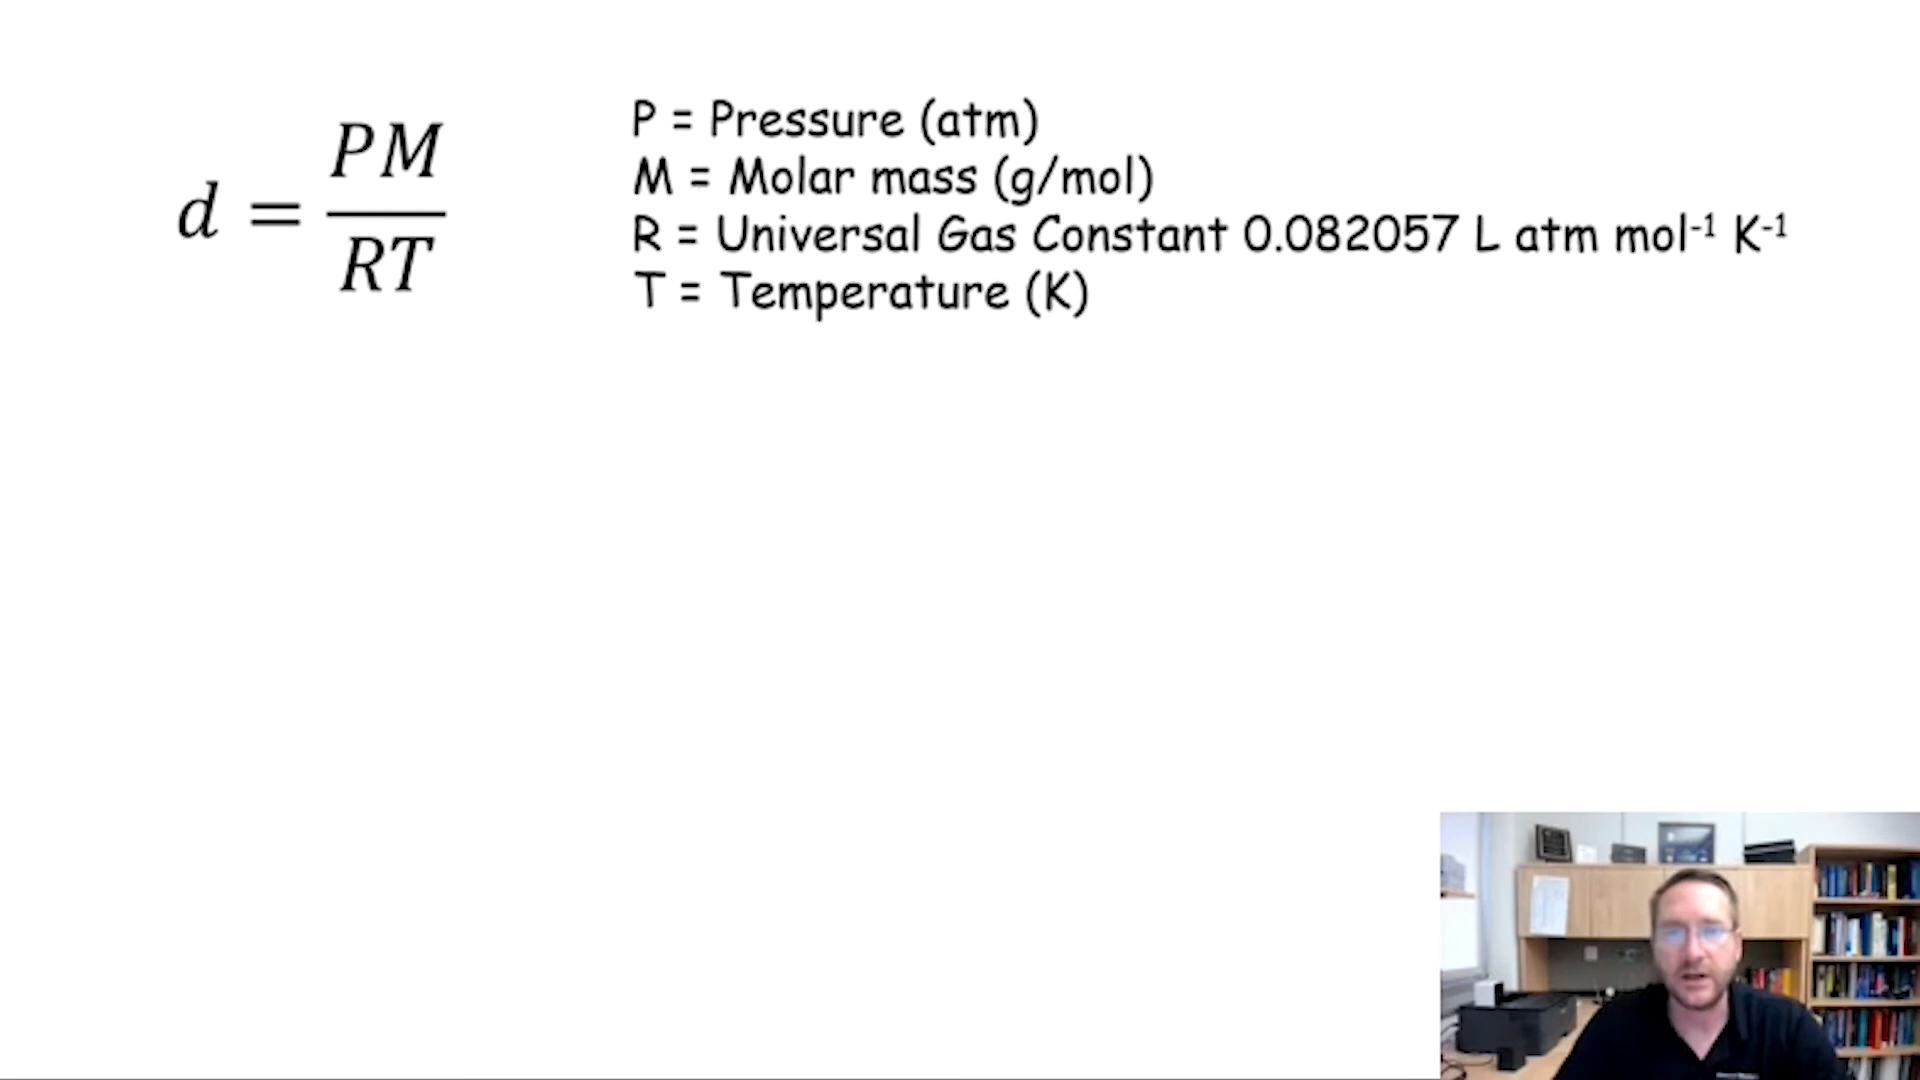 d = PM / RT
P = Pressure (atm)
M = Molar mass (g/mol)
R = Universal Gas Constant 0.082057 L atm mol⁻¹ K⁻¹
T = Temperature (K)